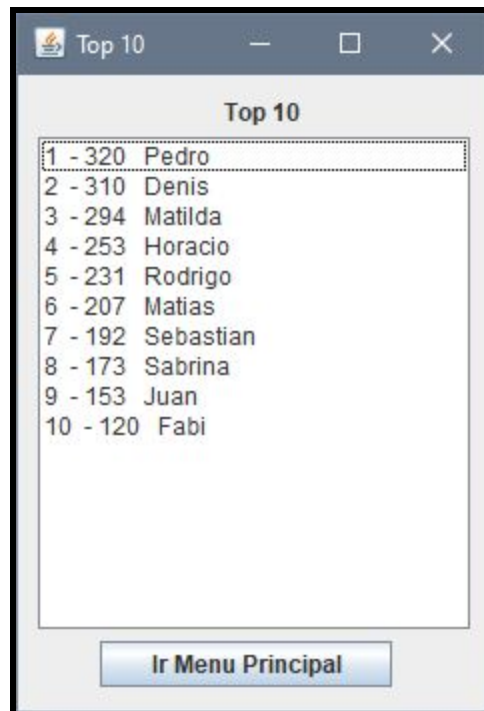 Top 10
Top 10
1 - 320 Pedro
2 - 310 Denis
3 - 294 Matilda
4 - 253 Horacio
5 - 231 Rodrigo
6 - 207 Matias
7 - 192 Sebastian
8 - 173 Sabrina
9 - 153 Juan
10 - 120 Fabi
Ir Menu Principal